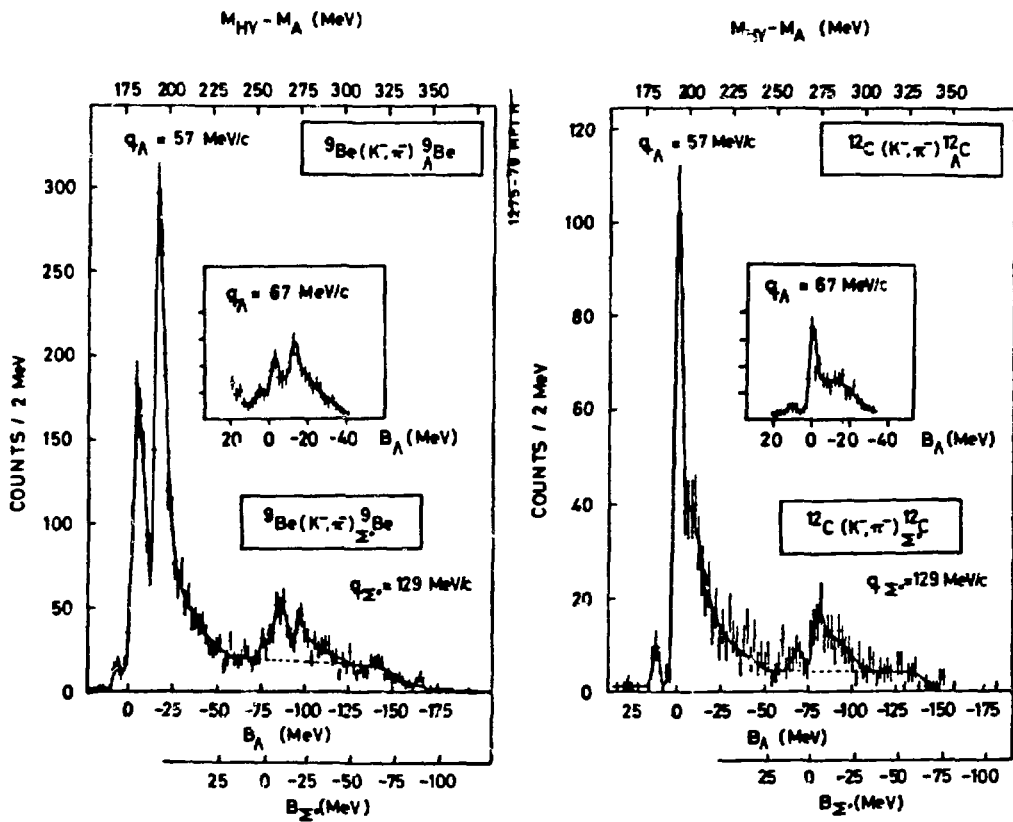 M_HY - M_A (MeV)
175 200 225 250 275 300 325 350
q_Λ = 57 MeV/c
⁹Be (K⁻,π⁻) ⁹_ΛBe
300
250
200
150
100
50
0
COUNTS / 2 MeV
q_Λ = 67 MeV/c
20 0 -20 -40 B_Λ (MeV)
⁹Be (K⁻,π⁻) ⁹_Σ°Be
q_Σ° = 129 MeV/c
0 -25 -50 -75 -100 -125 -150 -175
B_Λ (MeV)
25 0 -25 -50 -75 -100
B_Σ° (MeV)
M_HY - M_A (MeV)
175 200 225 250 275 300 325 350
q_Λ = 57 MeV/c
¹²C (K⁻,π⁻) ¹²_ΛC
120
100
80
60
40
20
0
COUNTS / 2 MeV
q_Λ = 67 MeV/c
20 0 -20 -40 B_Λ (MeV)
¹²C (K⁻,π⁻) ¹²_Σ°C
q_Σ° = 129 MeV/c
25 0 -25 -50 -75 -100 -125 -150 -175
B_Λ (MeV)
25 0 -25 -50 -75 -100
B_Σ° (MeV)